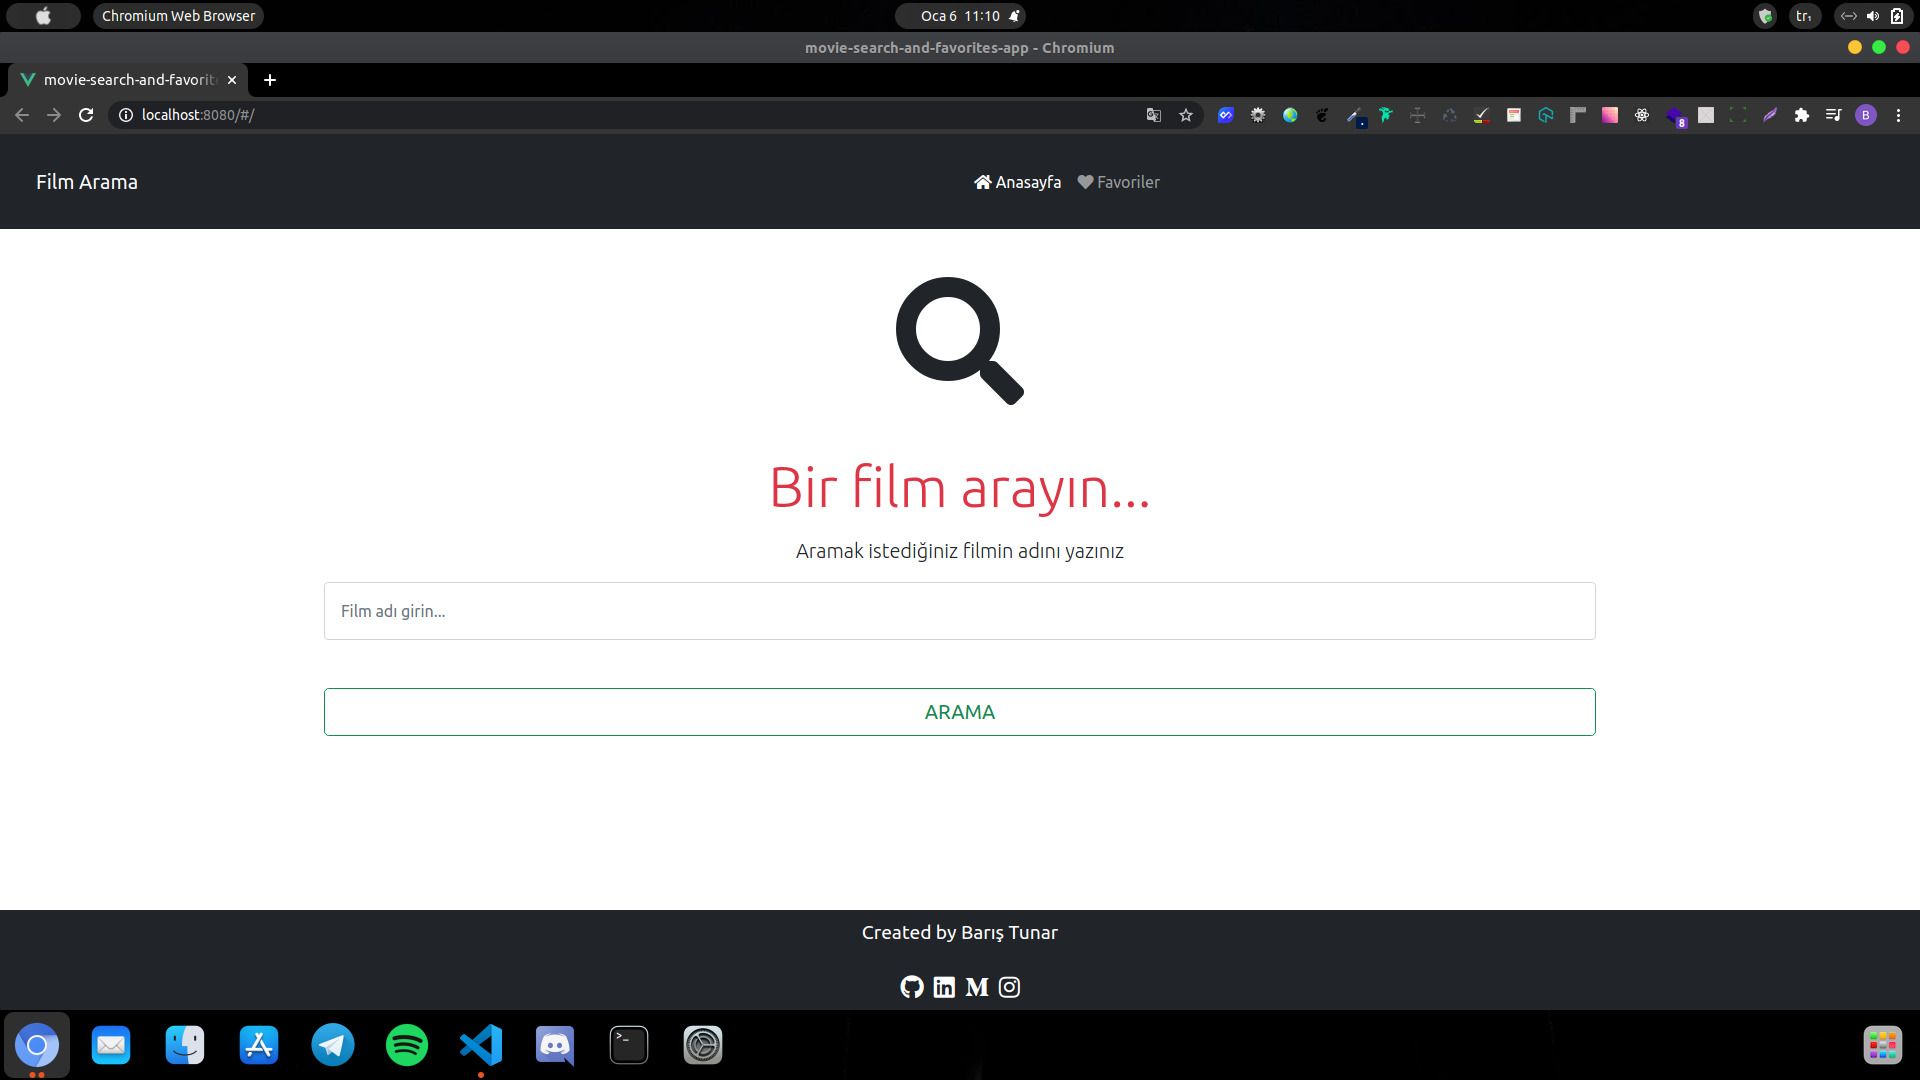 Chromium Web Browser
Oca 6 11:10
tr₁
movie-search-and-favorites-app - Chromium
movie-search-and-favorit
localhost:8080/#/
8
B
Film Arama
Anasayfa
Favoriler
Bir film arayın...
Aramak istediğiniz filmin adını yazınız
Film adı girin...
ARAMA
Created by Barış Tunar